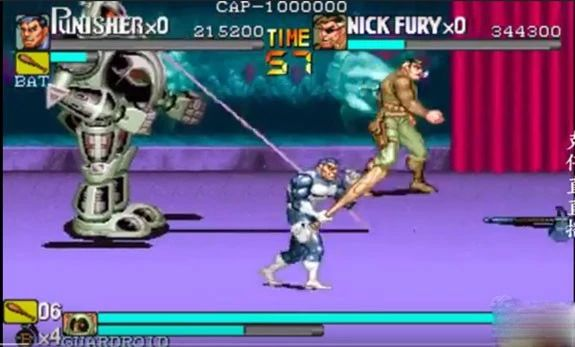 CAP-1000000
PUNISHER×0 215200
TIME
57
NICK FURY×0 344300
BAT
06
B ×4
GUARDROID